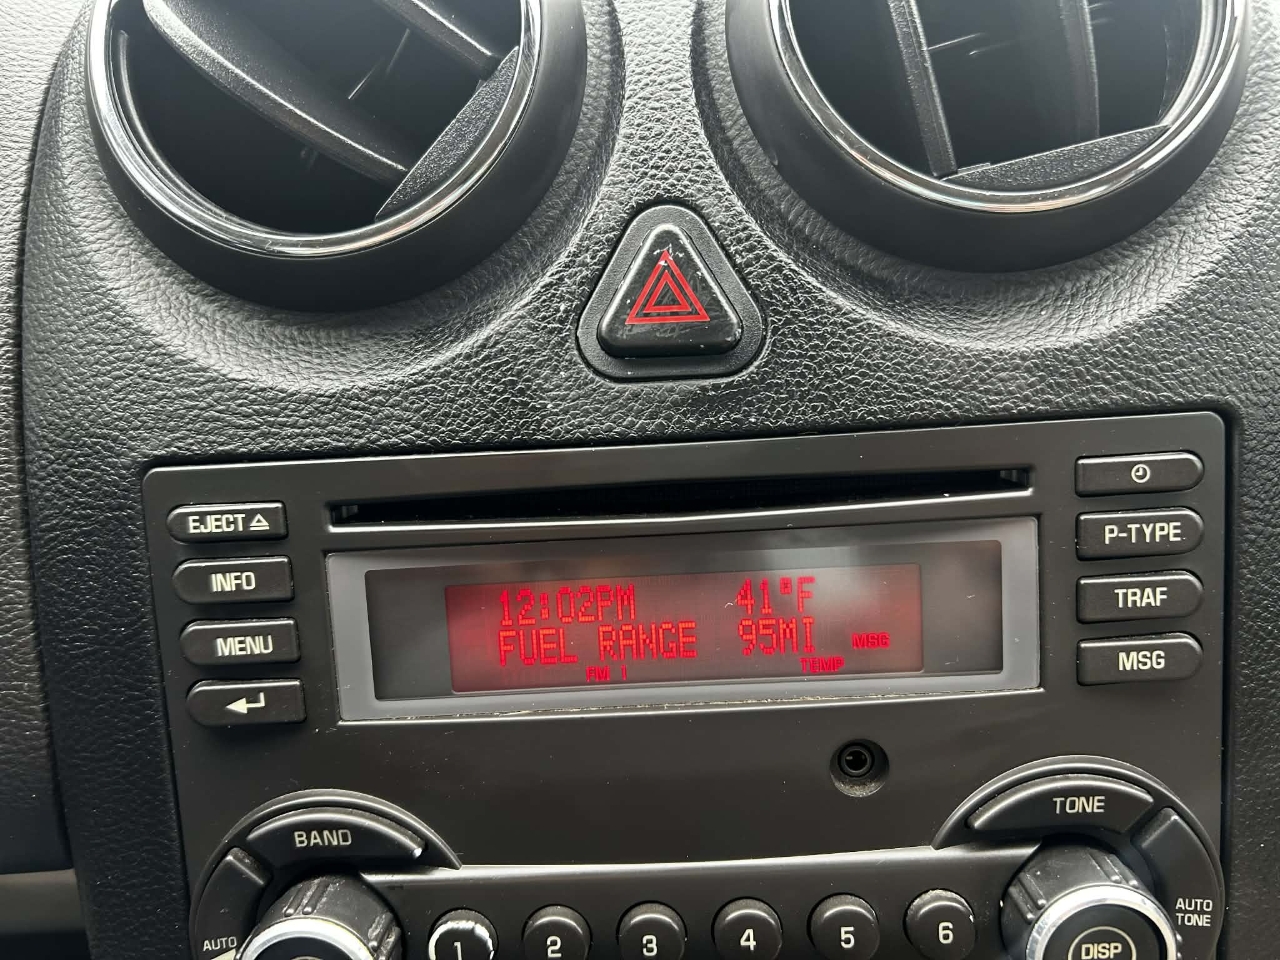 EJECT
INFO
MENU
12:02PM 41°F
FUEL RANGE 95MI MSG
FM 1 TEMP
P-TYPE
TRAF
MSG
BAND
TONE
AUTO
AUTO
TONE
1 2 3 4 5 6
DISP